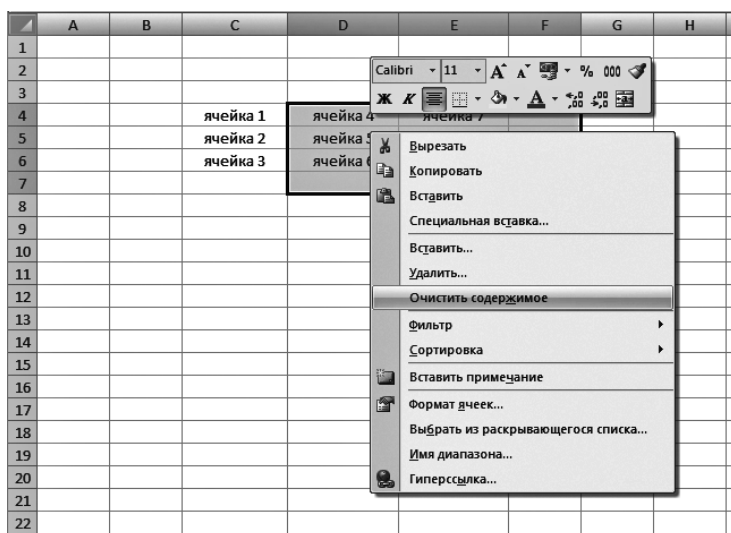 A B C D E F G H
1
2
Calibri 11 A A % 000
3
Ж К A ,00 ,00
4 ячейка 1 ячейка 4 ячейка 7
5 ячейка 2 ячейка
6 ячейка 3 ячейка
7
8
9
10
11
12
13
14
15
16
17
18
19
20
21
22
Вырезать
Копировать
Вставить
Специальная вставка...
Вставить...
Удалить...
Очистить содержимое
Фильтр
Сортировка
Вставить примечание
Формат ячеек...
Выбрать из раскрывающегося списка...
Имя диапазона...
Гиперссылка...